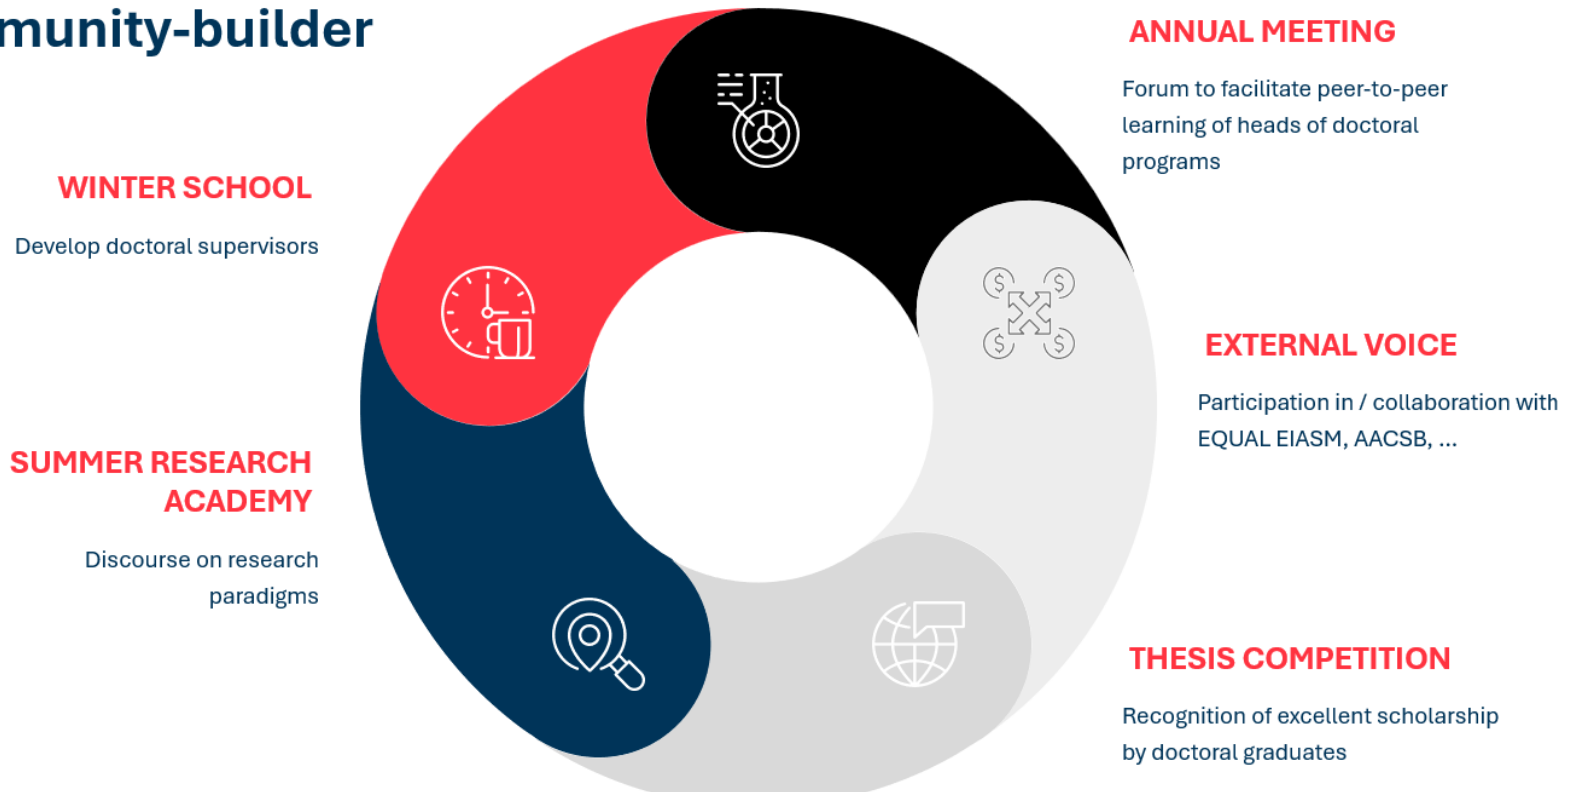 munity-builder
WINTER SCHOOL
Develop doctoral supervisors
SUMMER RESEARCH
ACADEMY
Discourse on research
paradigms
ANNUAL MEETING
Forum to facilitate peer-to-peer
learning of heads of doctoral
programs
EXTERNAL VOICE
Participation in / collaboration with
EQUAL EIASM, AACSB, ...
THESIS COMPETITION
Recognition of excellent scholarship
by doctoral graduates
$ $
$ $